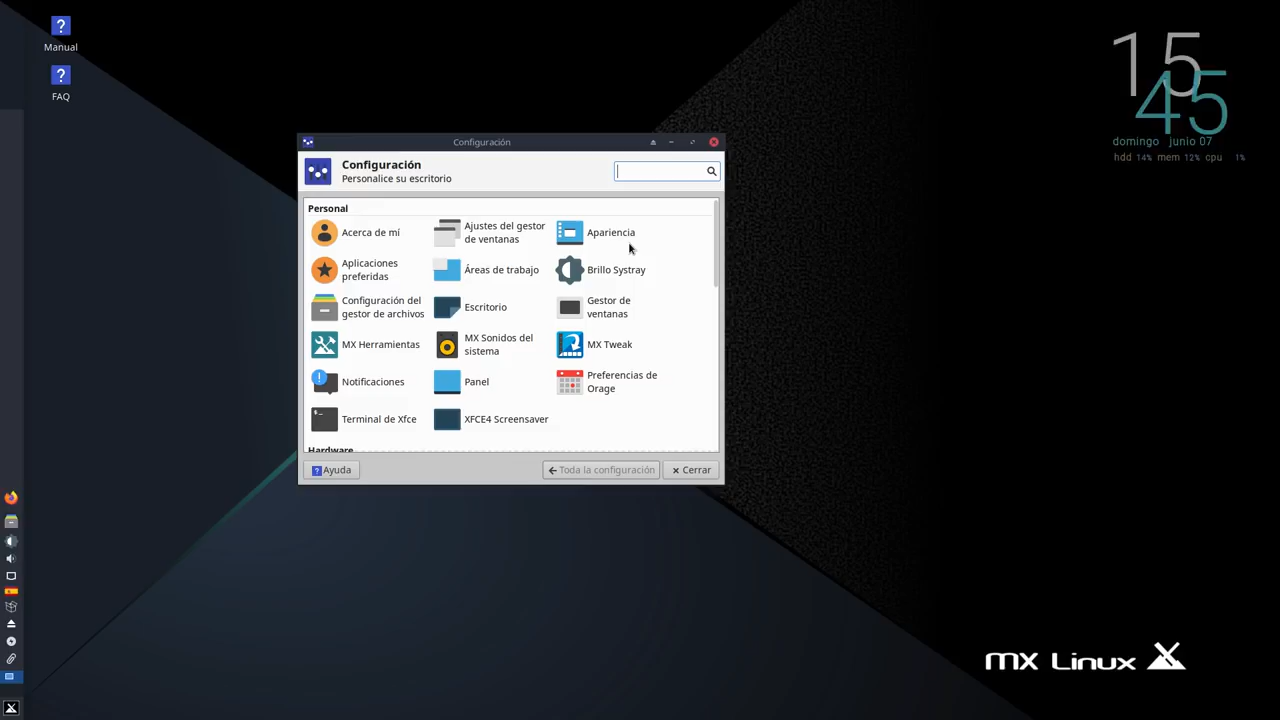 Manual
FAQ
15
45
domingo junio 07
hdd 14% mem 12% cpu 1%
Configuración
Configuración
Personalice su escritorio
Personal
Acerca de mí
Ajustes del gestor
de ventanas
Apariencia
Aplicaciones
preferidas
Áreas de trabajo
Brillo Systray
Configuración del
gestor de archivos
Escritorio
Gestor de
ventanas
MX Herramientas
MX Sonidos del
sistema
MX Tweak
Notificaciones
Panel
Preferencias de
Orage
Terminal de Xfce
XFCE4 Screensaver
Hardware
Ayuda
Toda la configuración
Cerrar
MX Linux